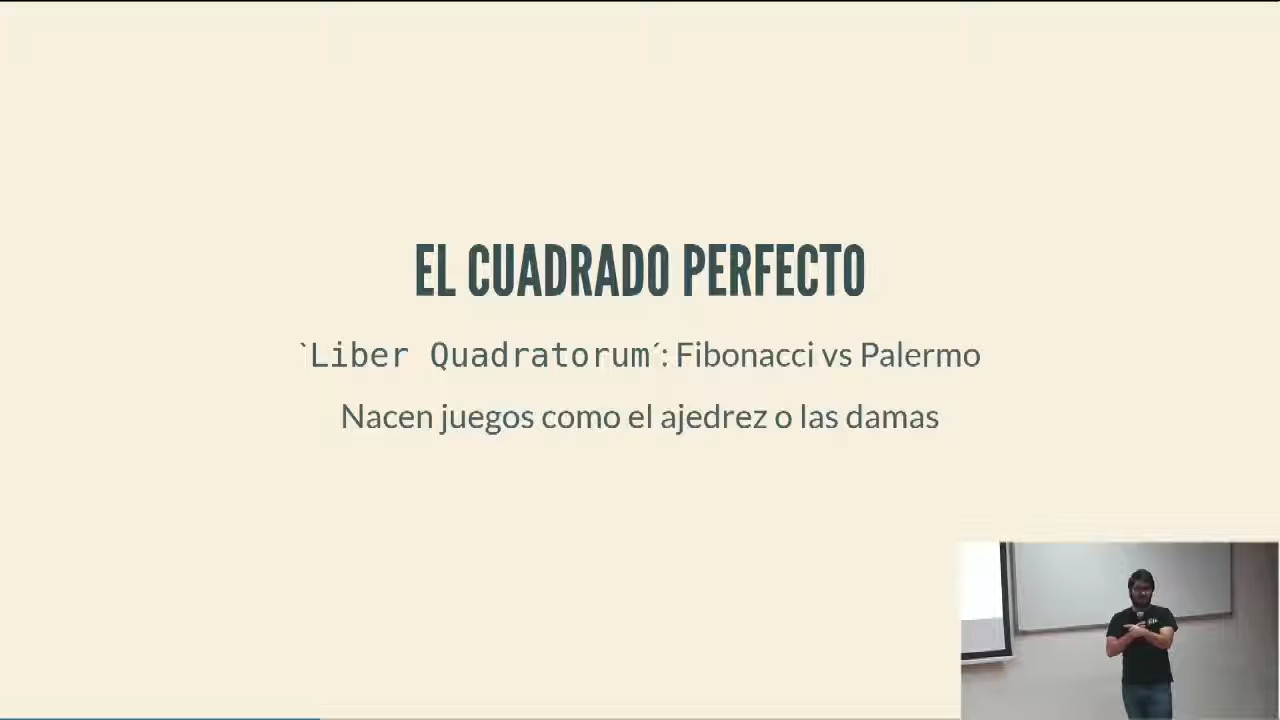 EL CUADRADO PERFECTO
`Liber Quadratorum´: Fibonacci vs Palermo
Nacen juegos como el ajedrez o las damas